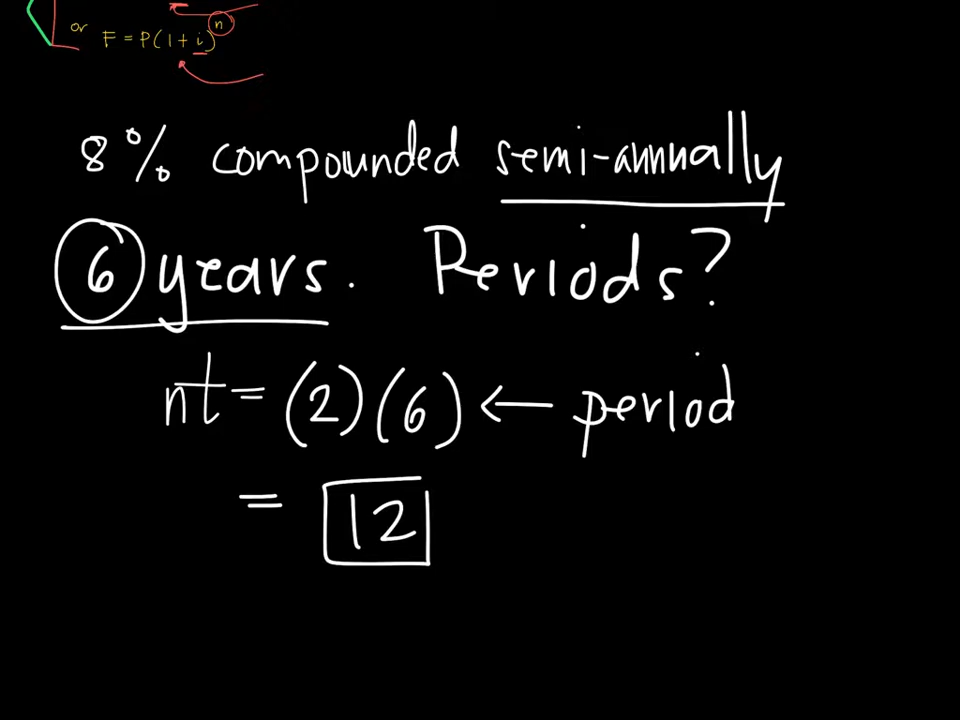 or F = P(1 + i)^n
8% compounded semi-annually
6 years. Periods?
nt = (2)(6) ← period
= 12